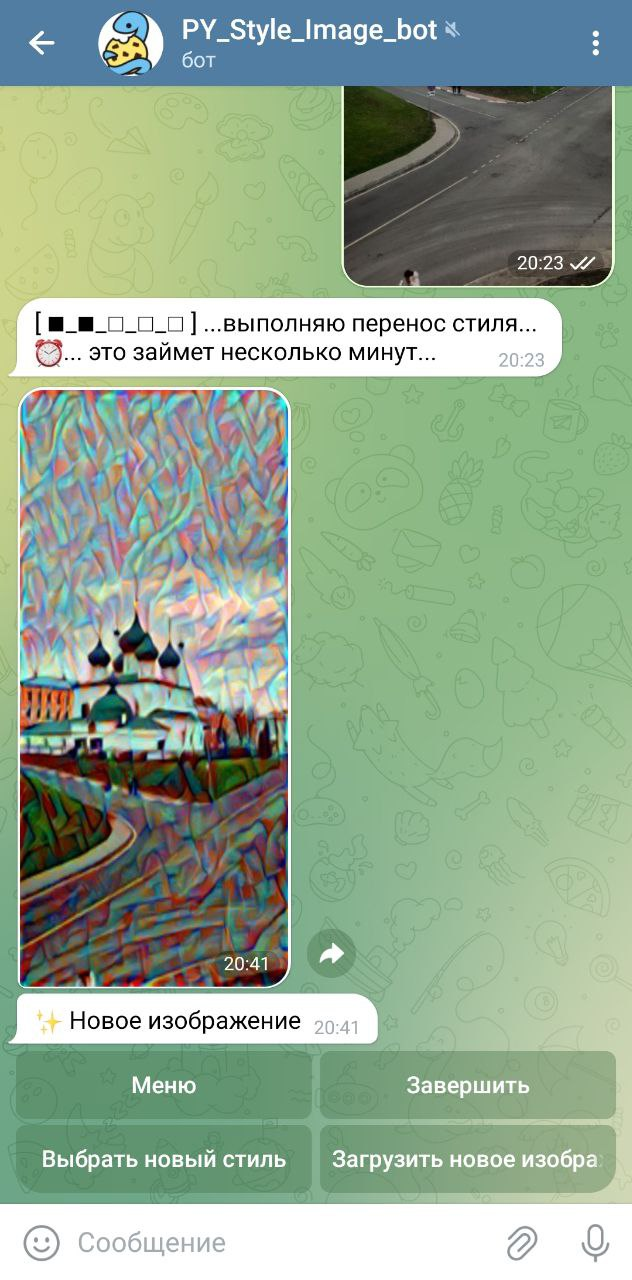 PY_Style_Image_bot
бот
20:23
[ ■_■_□_□_□ ] ...выполняю перенос стиля...
⏰... это займет несколько минут...
20:23
20:41
✨ Новое изображение
20:41
Меню
Завершить
Выбрать новый стиль
Загрузить новое изобра
Сообщение